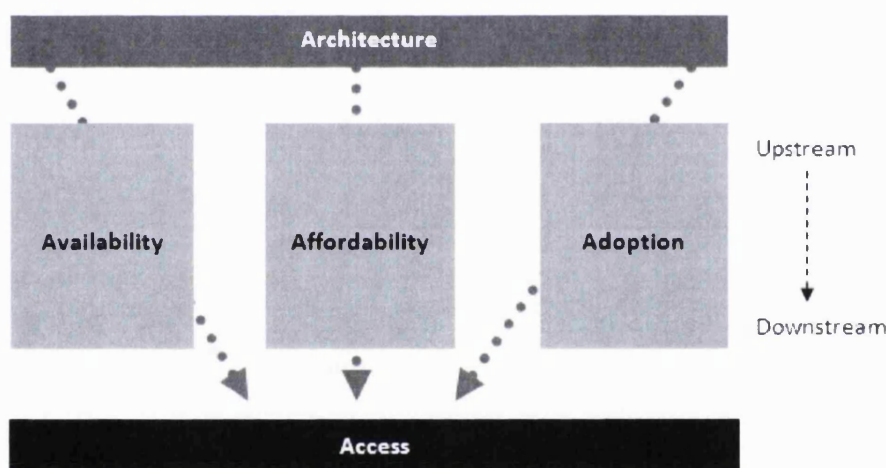 Architecture
Upstream
Availability
Affordability
Adoption
Downstream
Access